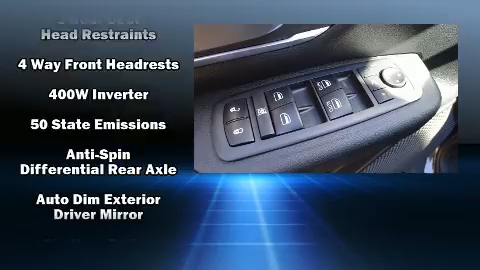 Head Restraints
4 Way Front Headrests
400W Inverter
50 State Emissions
Anti-Spin
Differential Rear Axle
Auto Dim Exterior
Driver Mirror